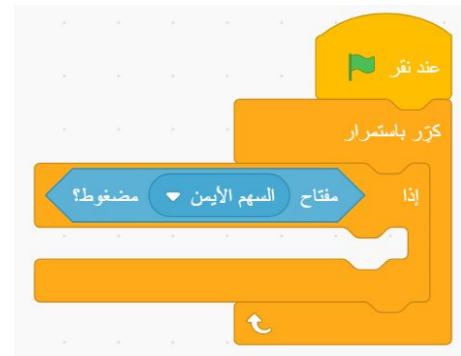 عند نقر
كرّر باستمرار
إذا مفتاح السهم الأيمن مضغوط؟